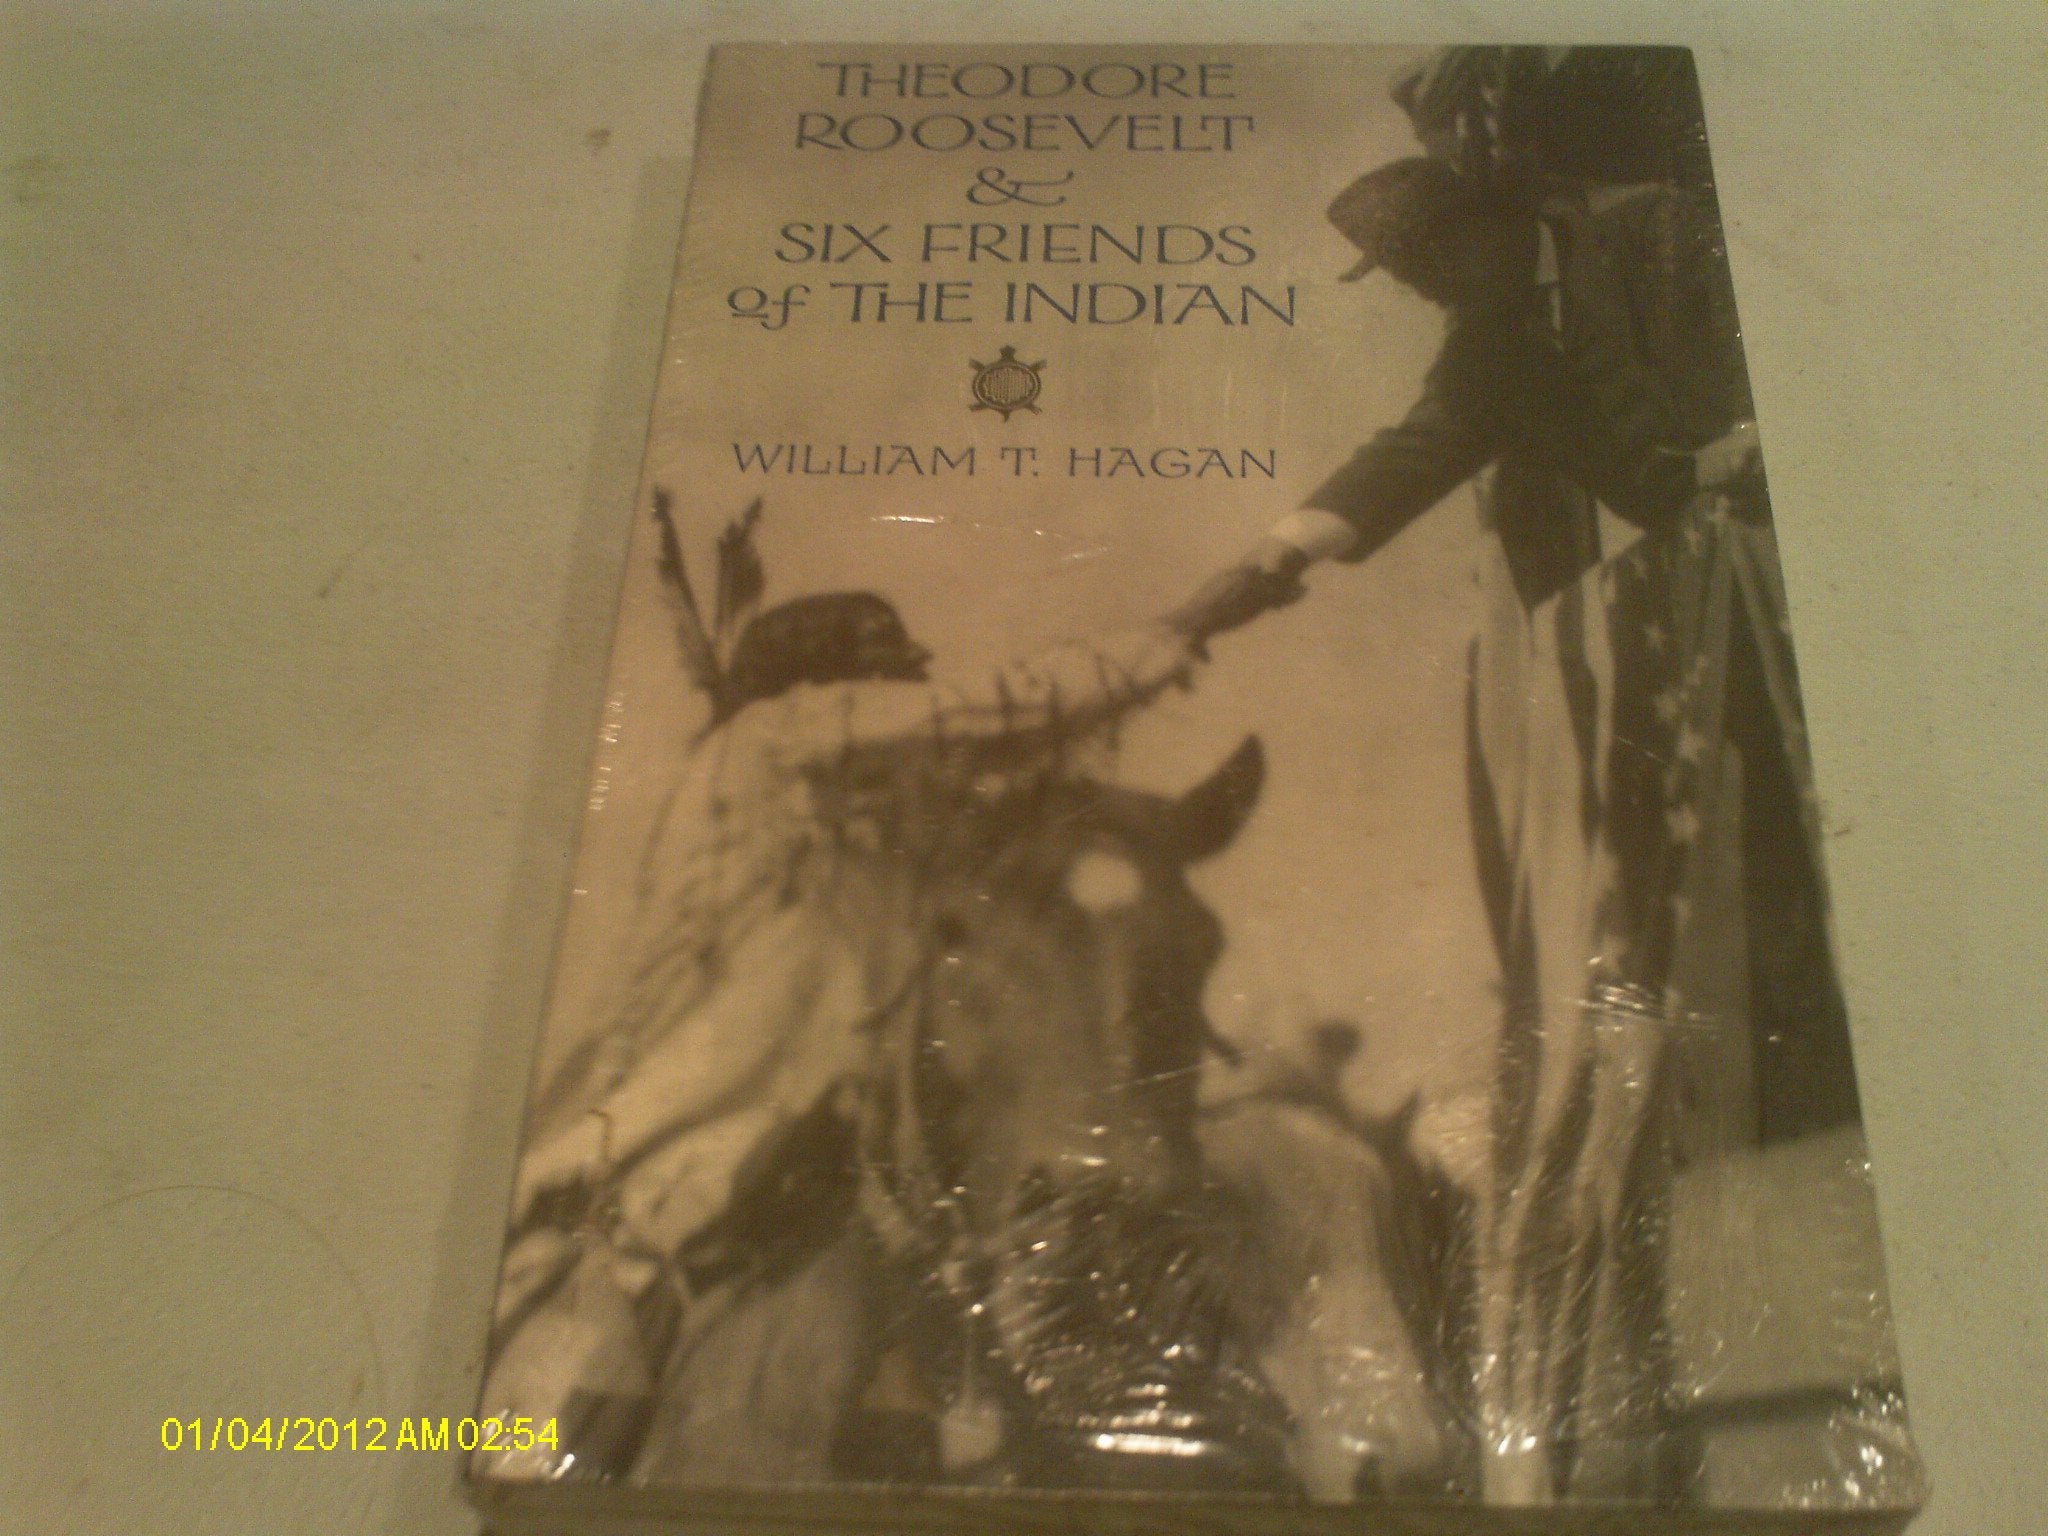 THEODORE
ROOSEVELT
&
SIX FRIENDS
of THE INDIAN
WILLIAM T. HAGAN
01/04/2012 AM 02:54